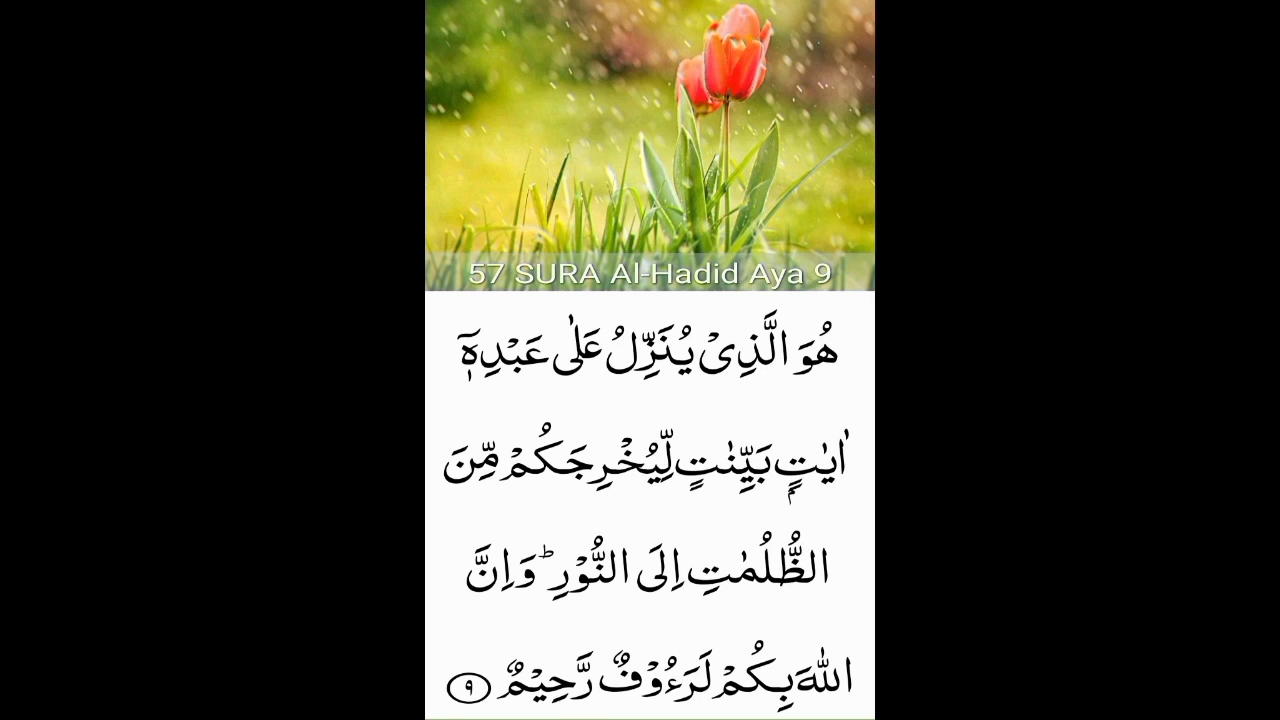 57 SURA Al-Hadid Aya 9
هُوَ الَّذِىۡ يُنَزِّلُ عَلٰى عَبۡدِهٖۤ
اٰيٰتٍۭ بَيِّنٰتٍ لِّيُخۡرِجَكُمۡ مِّنَ
الظُّلُمٰتِ اِلَى النُّوۡرِ‌ؕ وَاِنَّ
اللّٰهَ بِكُمۡ لَرَءُوۡفٌ رَّحِيۡمٌ ۹